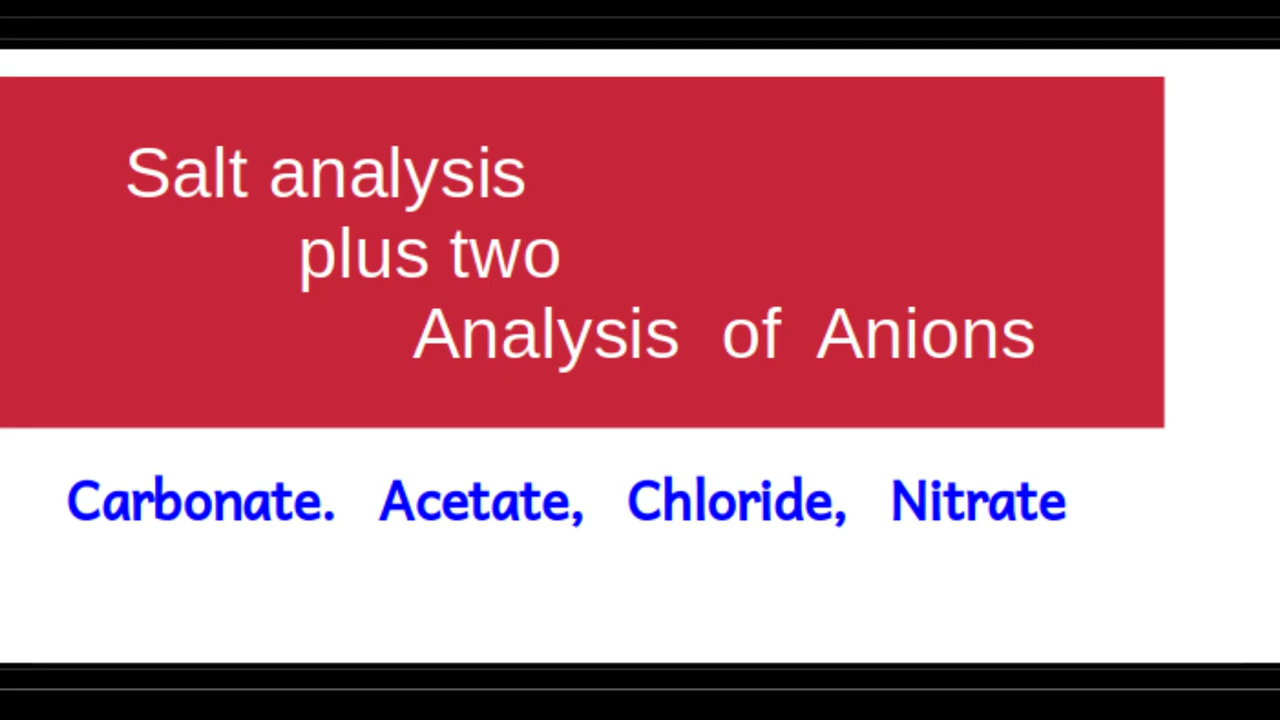 Salt analysis
plus two
Analysis of Anions
Carbonate. Acetate, Chloride, Nitrate